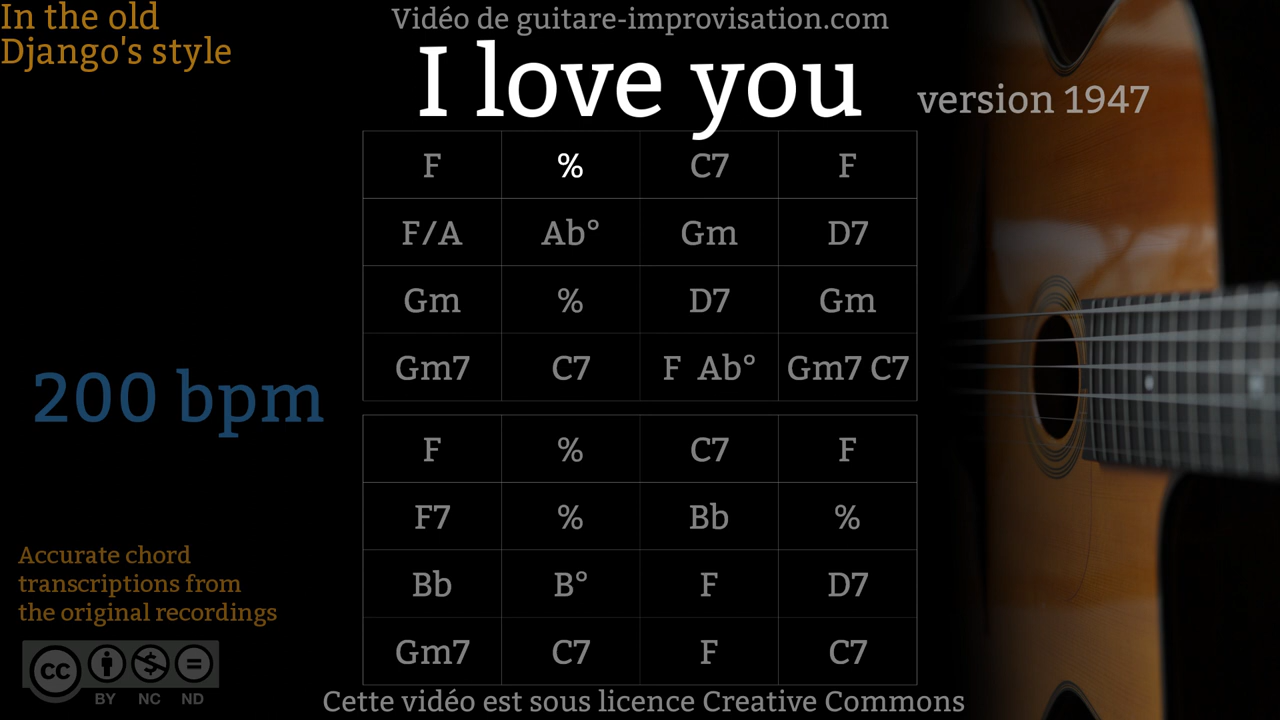 In the old
Django's style
Vidéo de guitare-improvisation.com
I love you
version 1947
F % C7 F
F/A Ab° Gm D7
Gm % D7 Gm
Gm7 C7 F Ab° Gm7 C7
200 bpm
F % C7 F
F7 % Bb %
Bb B° F D7
Gm7 C7 F C7
Accurate chord
transcriptions from
the original recordings
cc
BY NC ND
Cette vidéo est sous licence Creative Commons